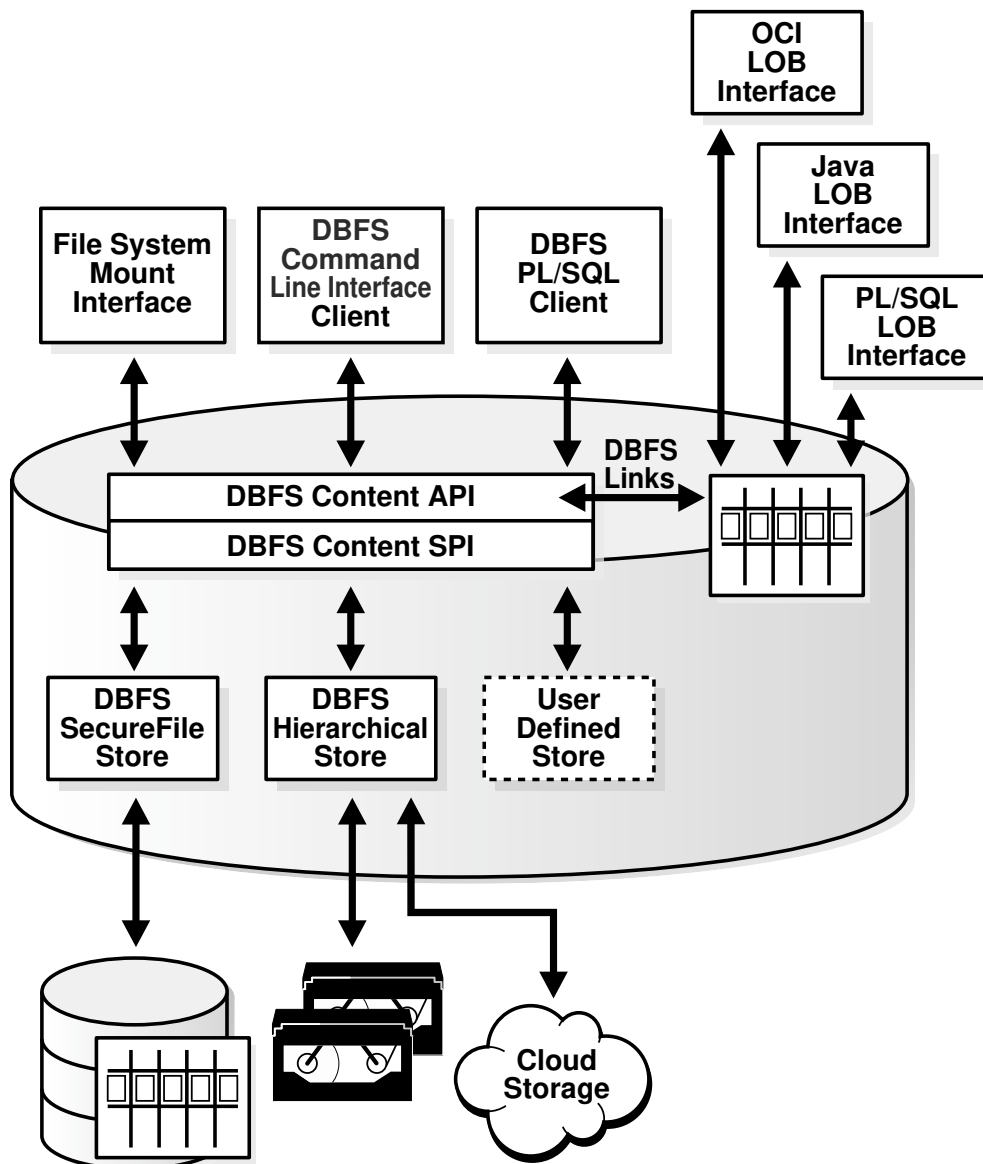 OCI
LOB
Interface
Java
LOB
Interface
File System
Mount
Interface
DBFS
Command
Line Interface
Client
DBFS
PL/SQL
Client
PL/SQL
LOB
Interface
DBFS
Links
DBFS Content API
DBFS Content SPI
DBFS
SecureFile
Store
DBFS
Hierarchical
Store
User
Defined
Store
Cloud
Storage